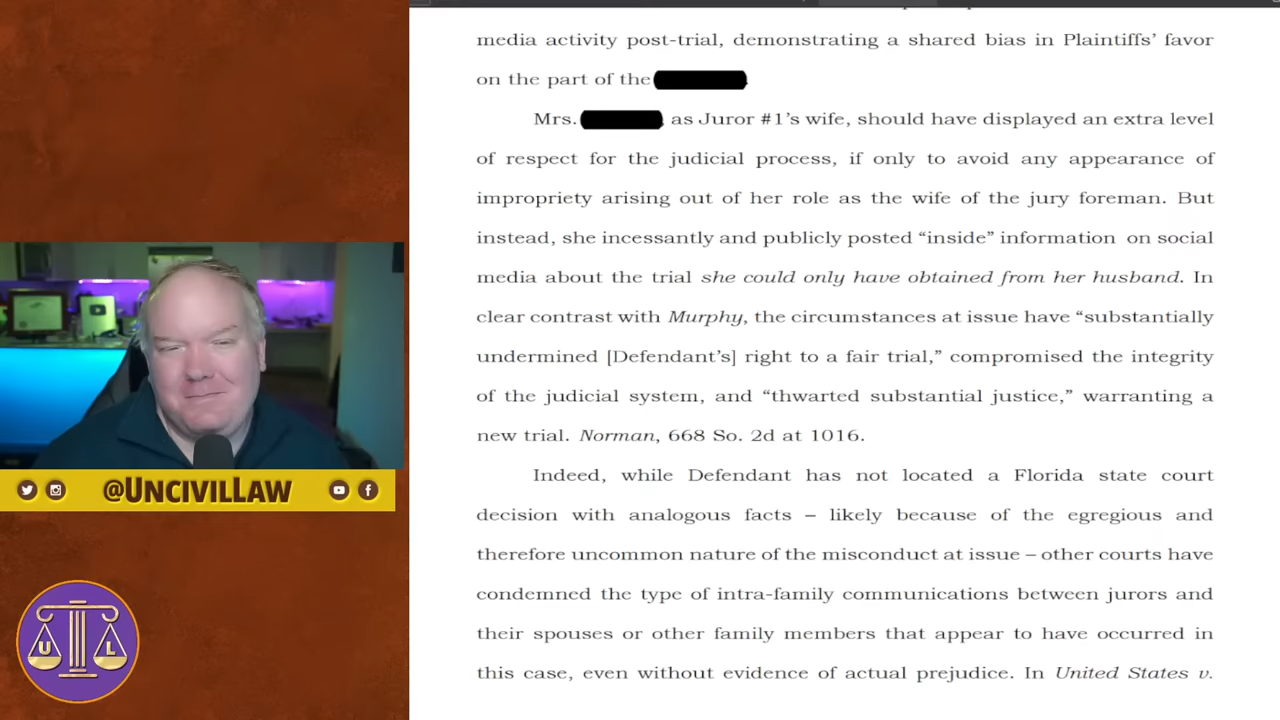 media activity post-trial, demonstrating a shared bias in Plaintiffs’ favor
on the part of the
Mrs. as Juror #1’s wife, should have displayed an extra level
of respect for the judicial process, if only to avoid any appearance of
impropriety arising out of her role as the wife of the jury foreman. But
instead, she incessantly and publicly posted “inside” information on social
media about the trial she could only have obtained from her husband. In
clear contrast with Murphy, the circumstances at issue have “substantially
undermined [Defendant’s] right to a fair trial,” compromised the integrity
of the judicial system, and “thwarted substantial justice,” warranting a
new trial. Norman, 668 So. 2d at 1016.
Indeed, while Defendant has not located a Florida state court
decision with analogous facts – likely because of the egregious and
therefore uncommon nature of the misconduct at issue – other courts have
condemned the type of intra-family communications between jurors and
their spouses or other family members that appear to have occurred in
this case, even without evidence of actual prejudice. In United States v.
@UncivilLaw
U L